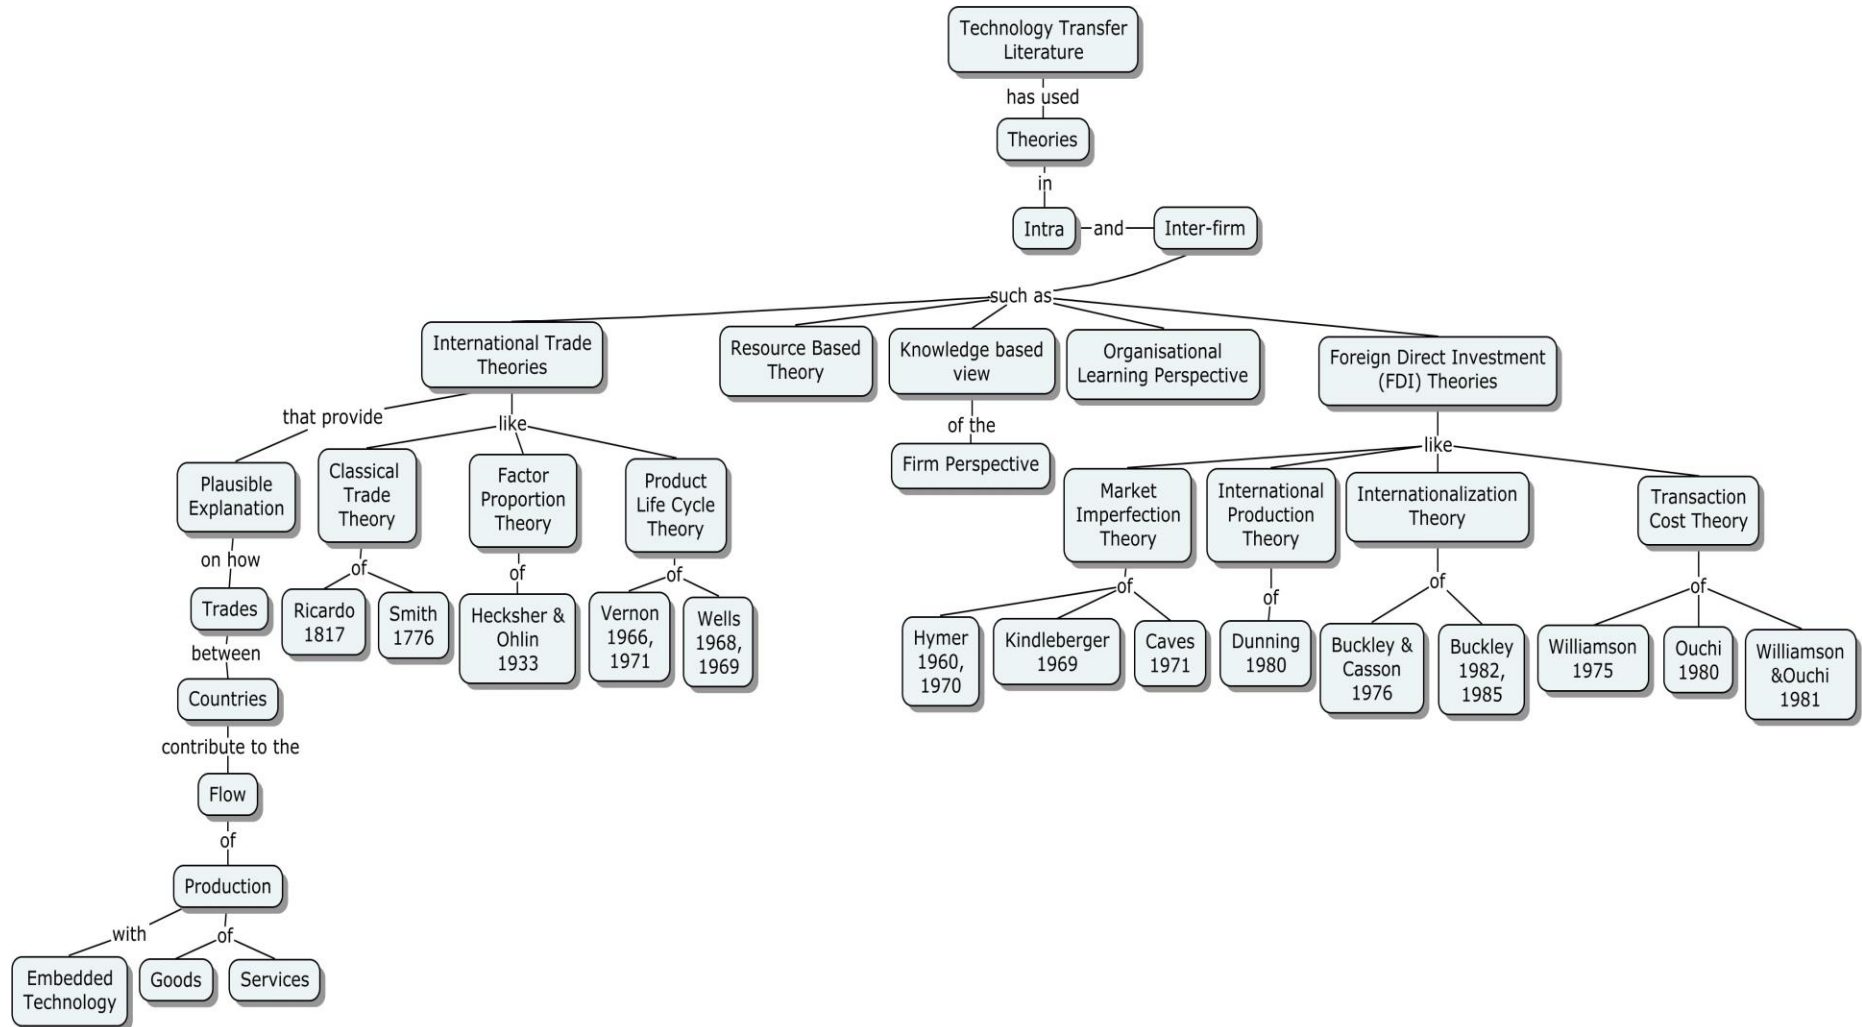 Technology Transfer
Literature
has used
Theories
in
Intra
and
Inter-firm
such as
International Trade
Theories
Resource Based
Theory
Knowledge based
view
Organisational
Learning Perspective
Foreign Direct Investment
(FDI) Theories
that provide
like
of the
like
Plausible
Explanation
Classical
Trade
Theory
Factor
Proportion
Theory
Product
Life Cycle
Theory
Firm Perspective
Market
Imperfection
Theory
International
Production
Theory
Internationalization
Theory
Transaction
Cost Theory
on how
of
of
of
of
of
of
of
Trades
Ricardo
1817
Smith
1776
Hecksher &
Ohlin
1933
Vernon
1966,
1971
Wells
1968,
1969
Hymer
1960,
1970
Kindleberger
1969
Caves
1971
Dunning
1980
Buckley &
Casson
1976
Buckley
1982,
1985
Williamson
1975
Ouchi
1980
Williamson
&Ouchi
1981
between
Countries
contribute to the
Flow
of
Production
with
of
Embedded
Technology
Goods
Services